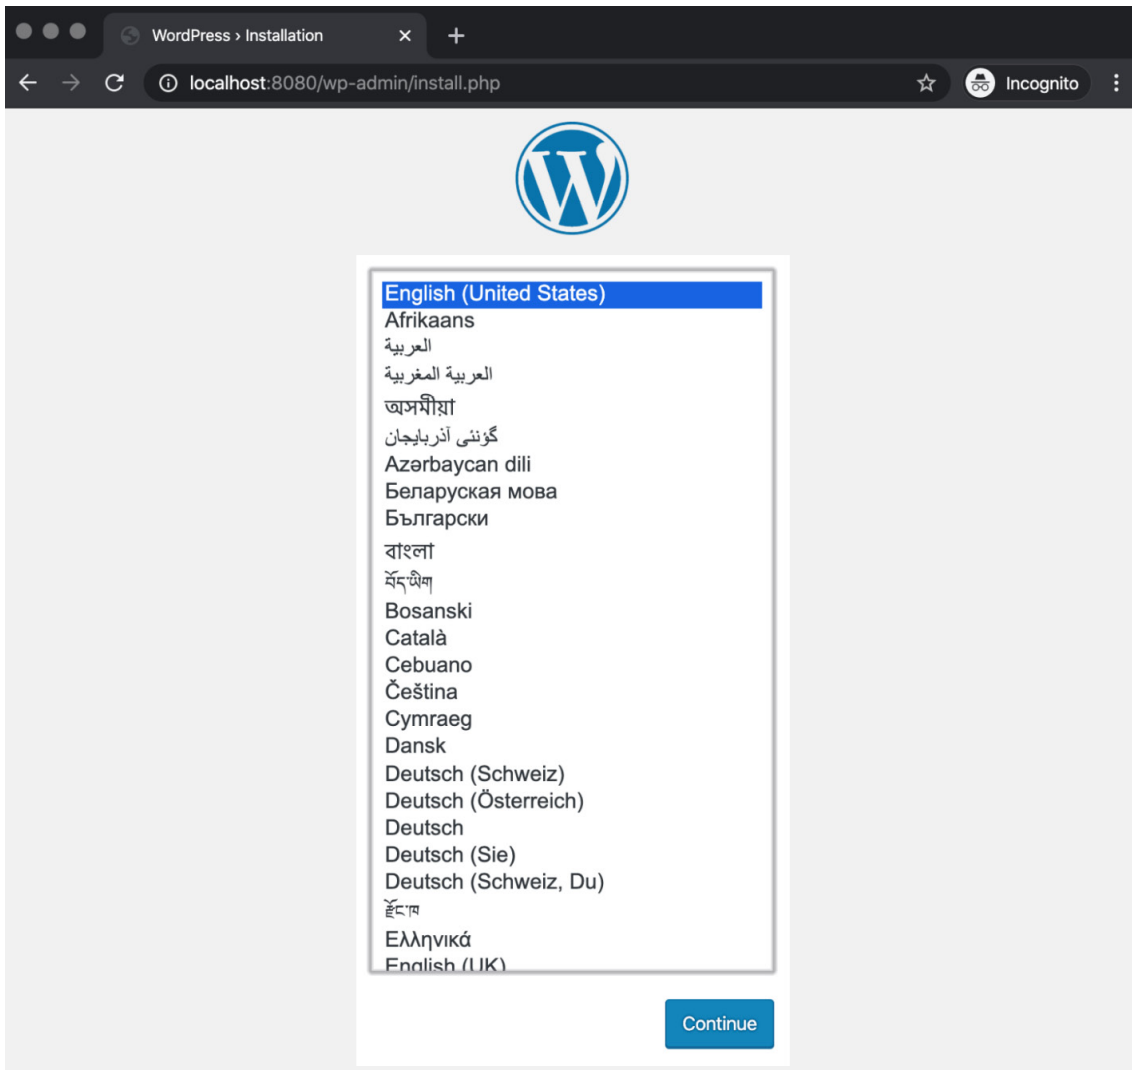 WordPress › Installation
localhost:8080/wp-admin/install.php
Incognito
English (United States)
Afrikaans
العربية
العربية المغربية
অসমীয়া
گؤنئی آذربایجان
Azərbaycan dili
Беларуская мова
Български
বাংলা
བོད་ཡིག
Bosanski
Català
Cebuano
Čeština
Cymraeg
Dansk
Deutsch (Schweiz)
Deutsch (Österreich)
Deutsch
Deutsch (Sie)
Deutsch (Schweiz, Du)
རྫོང་ཁ
Ελληνικά
English (UK)
Continue